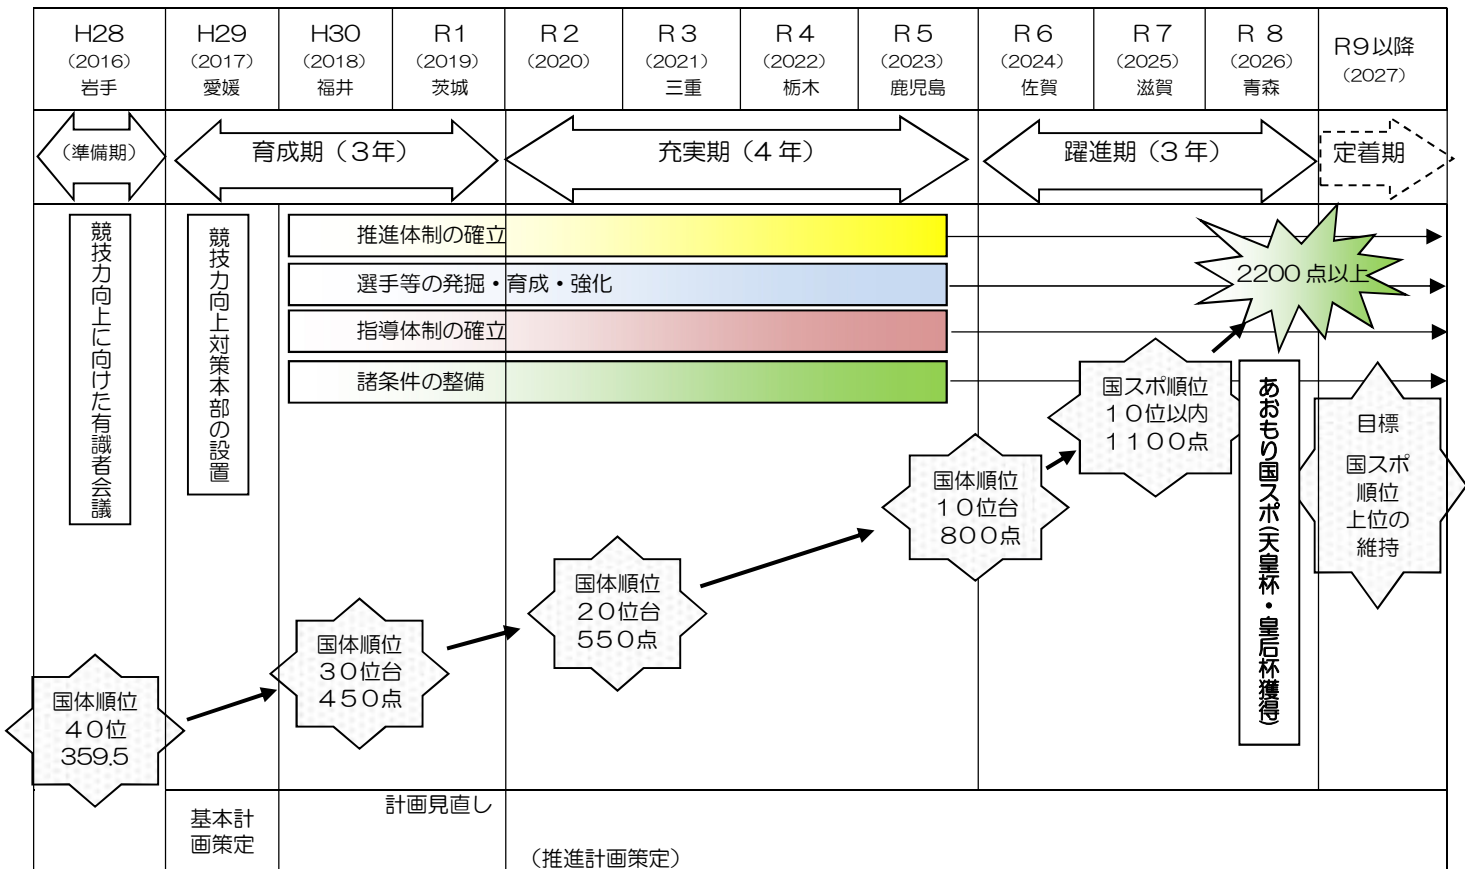 H28
(2016)
岩手
H29
(2017)
愛媛
H30
(2018)
福井
R１
(2019)
茨城
R２
(2020)
R３
(2021)
三重
R４
(2022)
栃木
R５
(2023)
鹿児島
R６
(2024)
佐賀
R７
(2025)
滋賀
R ８
(2026)
青森
R９以降
(2027)
（準備期）
育成期（３年）
充実期（４年）
躍進期（３年）
定着期
競技力向上に向けた有識者会議
競技力向上対策本部の設置
推進体制の確立
選手等の発掘・育成・強化
指導体制の確立
諸条件の整備
2200 点以上
国スポ順位
１０位以内
１１００点
あおもり国スポ（天皇杯・皇后杯獲得）
目標
国スポ
順位
上位の
維持
国体順位
１０位台
８００点
国体順位
２０位台
５５０点
国体順位
３０位台
４５０点
国体順位
４０位
359.5
基本計
画策定
計画見直し
（推進計画策定）